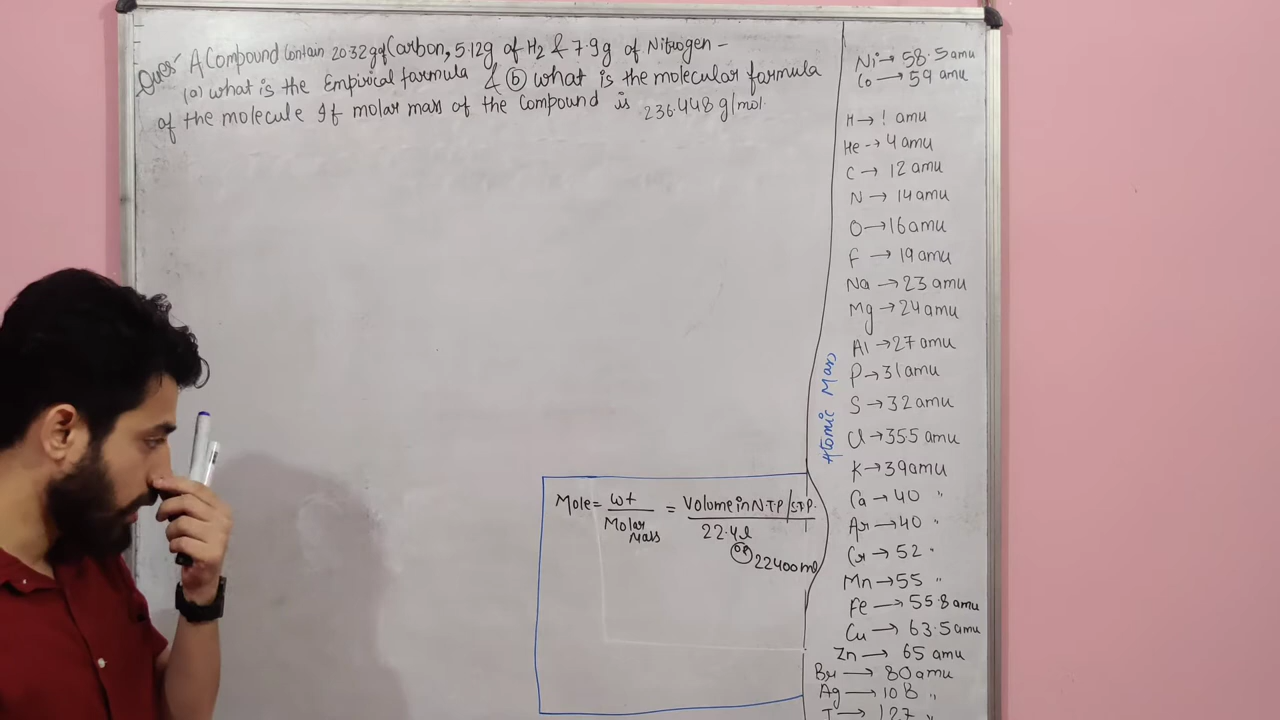 Ques- A Compound Contain 20.32g of Carbon, 5.12g of H₂ & 7.9g of Nitrogen -
(a) what is the Empirical formula & (b) what is the molecular formula
of the molecule If molar mass of the Compound is 236.448 g/mol.
Ni → 58.5 amu
Co → 59 amu
H → 1 amu
He → 4 amu
C → 12 amu
N → 14 amu
O → 16 amu
F → 19 amu
Na → 23 amu
Mg → 24 amu
Al → 27 amu
P → 31 amu
S → 32 amu
Cl → 35.5 amu
K → 39 amu
Ca → 40 "
Ar → 40 "
Cr → 52 "
Mn → 55 "
Fe → 55.8 amu
Cu → 63.5 amu
Zn → 65 amu
Br → 80 amu
Ag → 108 "
I → 127 "
Atomic Mass
Mole = wt / Molar Mass = Volume in N.T.P / S.T.P. / 22.4 l
or 22400 ml